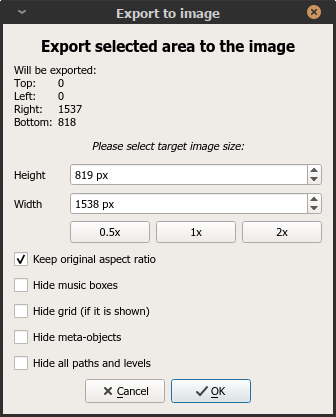 Export to image
Export selected area to the image
Will be exported:
Top: 0
Left: 0
Right: 1537
Bottom: 818
Please select target image size:
Height 819 px
Width 1538 px
0.5x 1x 2x
Keep original aspect ratio
Hide music boxes
Hide grid (if it is shown)
Hide meta-objects
Hide all paths and levels
Cancel OK